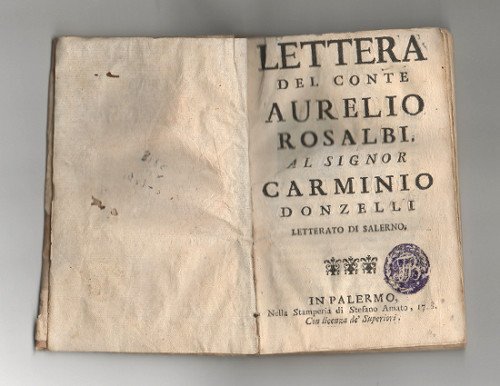 LETTERA
DEL CONTE
AURELIO
ROSALBI.
AL SIGNOR
CARMINIO
DONZELLI
LETTERATO DI SALERNO.
IN PALERMO,
Nella Stamperia di Stefano Amato,
Con licenza de' Superiori.